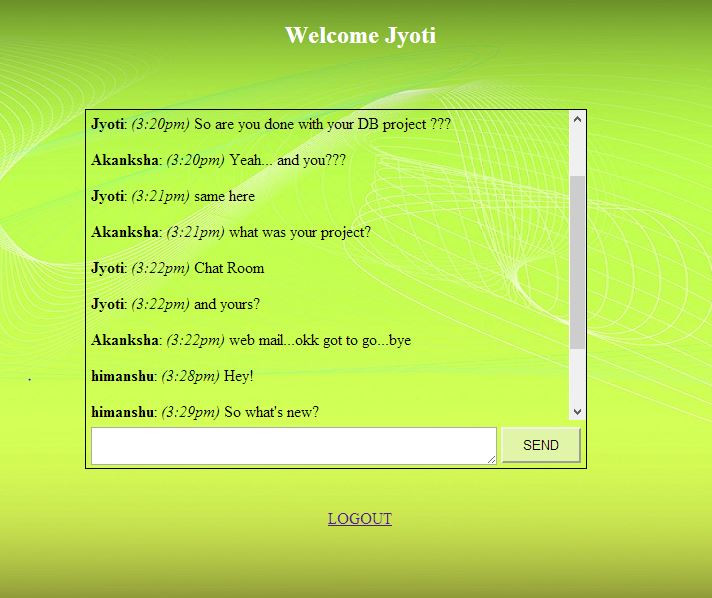 Welcome Jyoti
Jyoti: (3:20pm) So are you done with your DB project ???
Akanksha: (3:20pm) Yeah... and you???
Jyoti: (3:21pm) same here
Akanksha: (3:21pm) what was your project?
Jyoti: (3:22pm) Chat Room
Jyoti: (3:22pm) and yours?
Akanksha: (3:22pm) web mail...okk got to go...bye
himanshu: (3:28pm) Hey!
himanshu: (3:29pm) So what's new?
SEND
LOGOUT